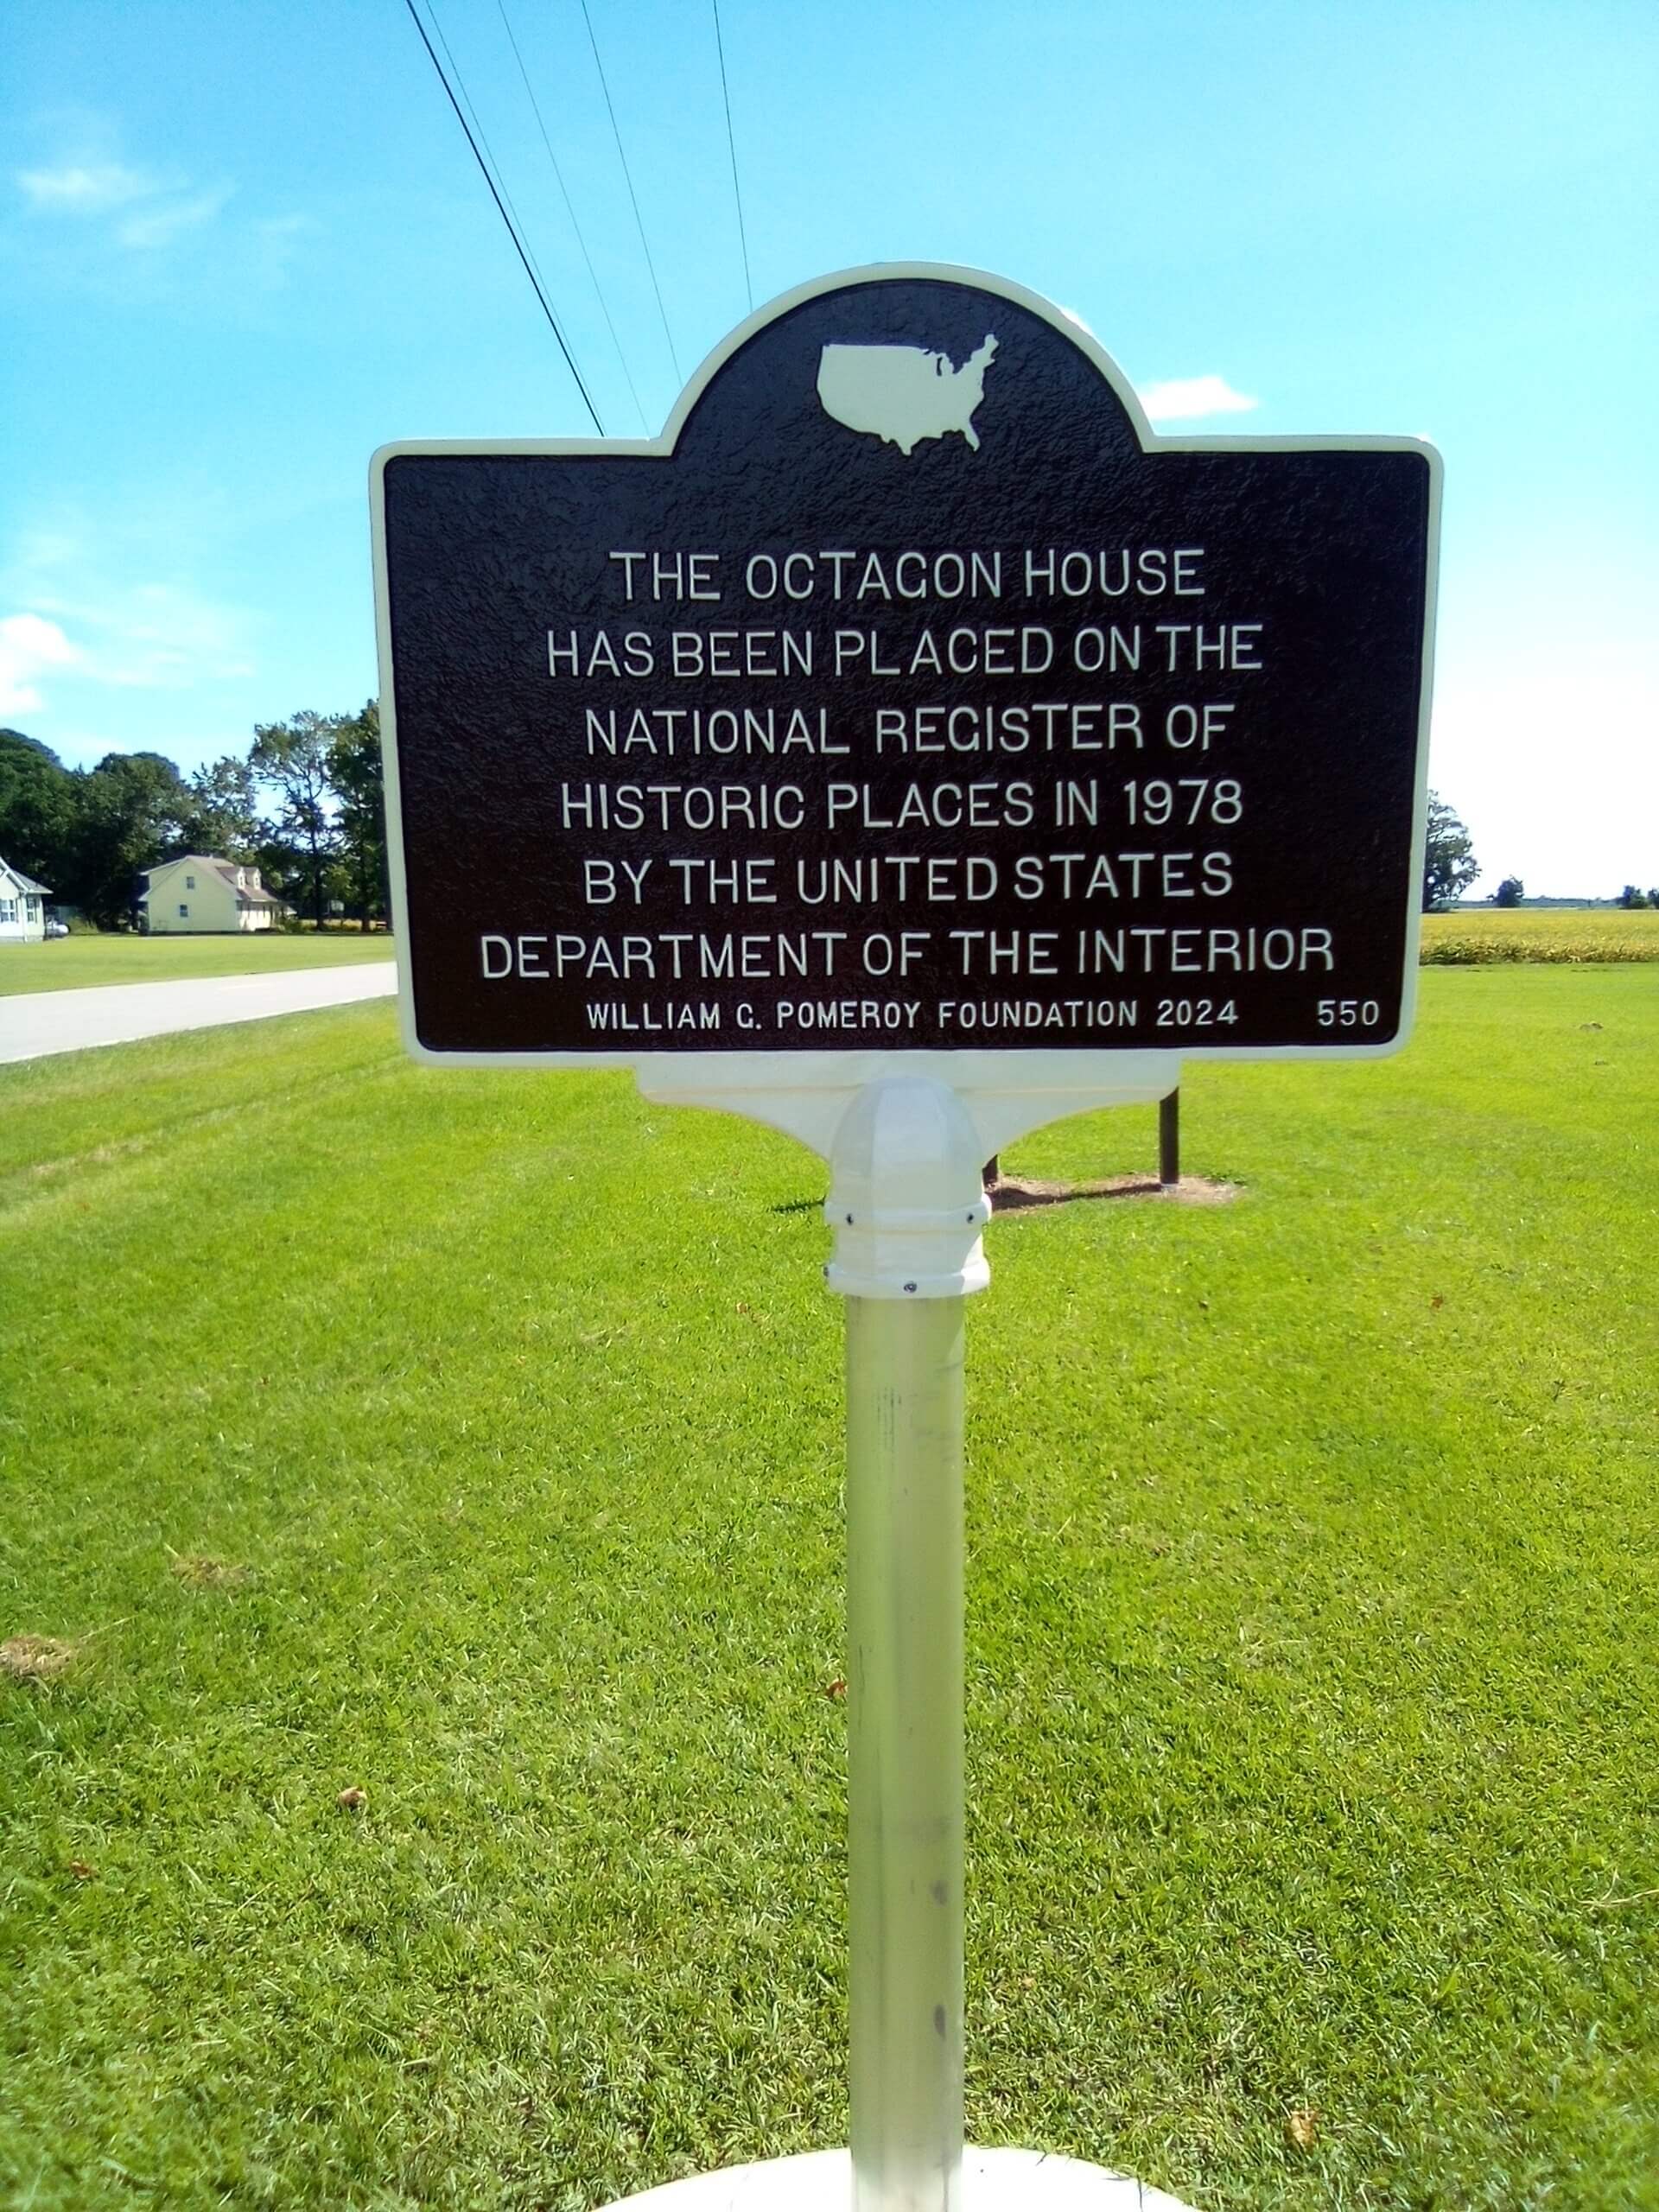 THE OCTAGON HOUSE
HAS BEEN PLACED ON THE
NATIONAL REGISTER OF
HISTORIC PLACES IN 1978
BY THE UNITED STATES
DEPARTMENT OF THE INTERIOR
WILLIAM G. POMEROY FOUNDATION 2024 550